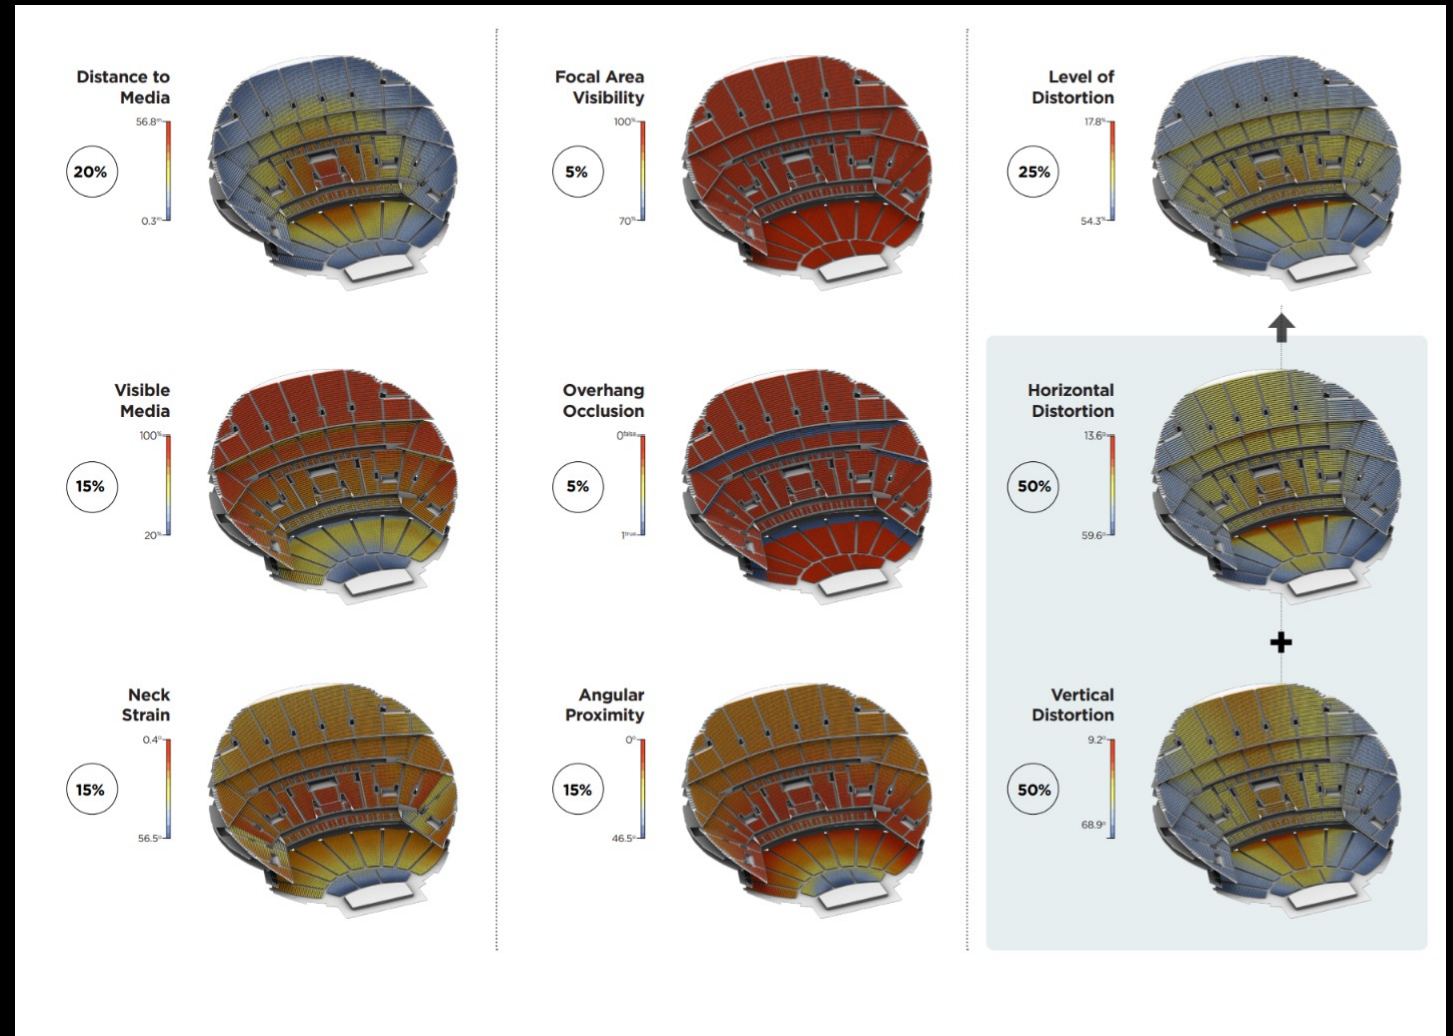 Distance to
Media
56.8m
20%
0.3m
Focal Area
Visibility
100%
5%
70%
Level of
Distortion
17.8%
25%
54.3%
Visible
Media
100%
15%
20%
Overhang
Occlusion
0false
5%
1true
Horizontal
Distortion
13.6°
50%
59.6°
Neck
Strain
0.4°
15%
56.5°
Angular
Proximity
0°
15%
46.5°
Vertical
Distortion
9.2°
50%
68.9°